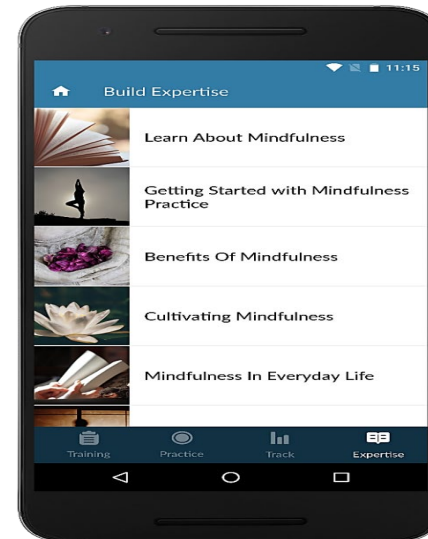 11:15
Build Expertise
Learn About Mindfulness
Getting Started with Mindfulness
Practice
Benefits Of Mindfulness
Cultivating Mindfulness
Mindfulness In Everyday Life
Training Practice Track Expertise